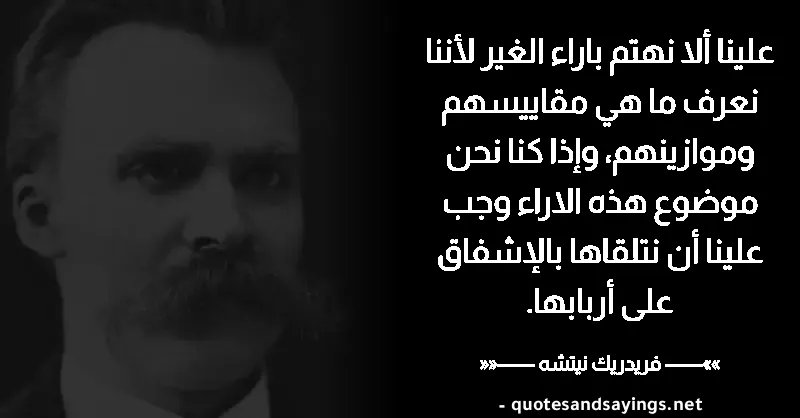 علينا ألا نهتم باراء الغير لأننا
نعرف ما هي مقاييسهم
وموازينهم، وإذا كنا نحن
موضوع هذه الاراء وجب
علينا أن نتلقاها بالإشفاق
على أربابها.
»»—— فريدريك نيتشه ——««
- quotesandsayings.net